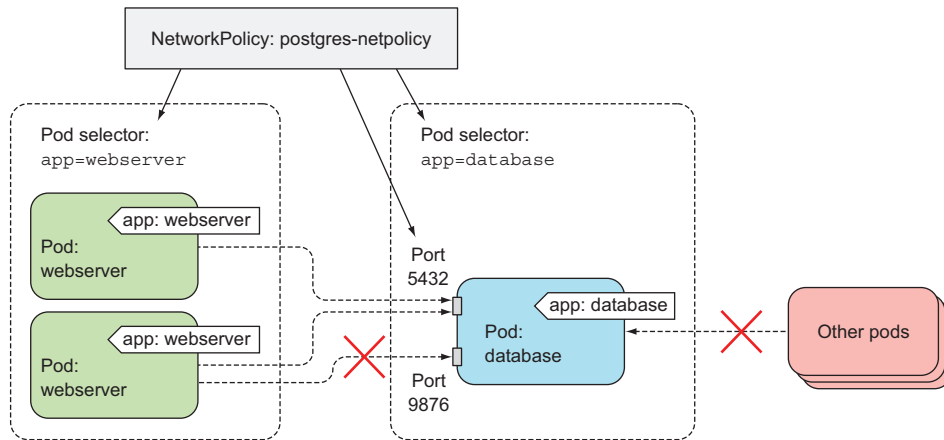 NetworkPolicy: postgres-netpolicy
Pod selector:
app=webserver
Pod selector:
app=database
app: webserver
Pod:
webserver
Port
5432
app: database
Pod:
database
Other pods
app: webserver
Pod:
webserver
Port
9876